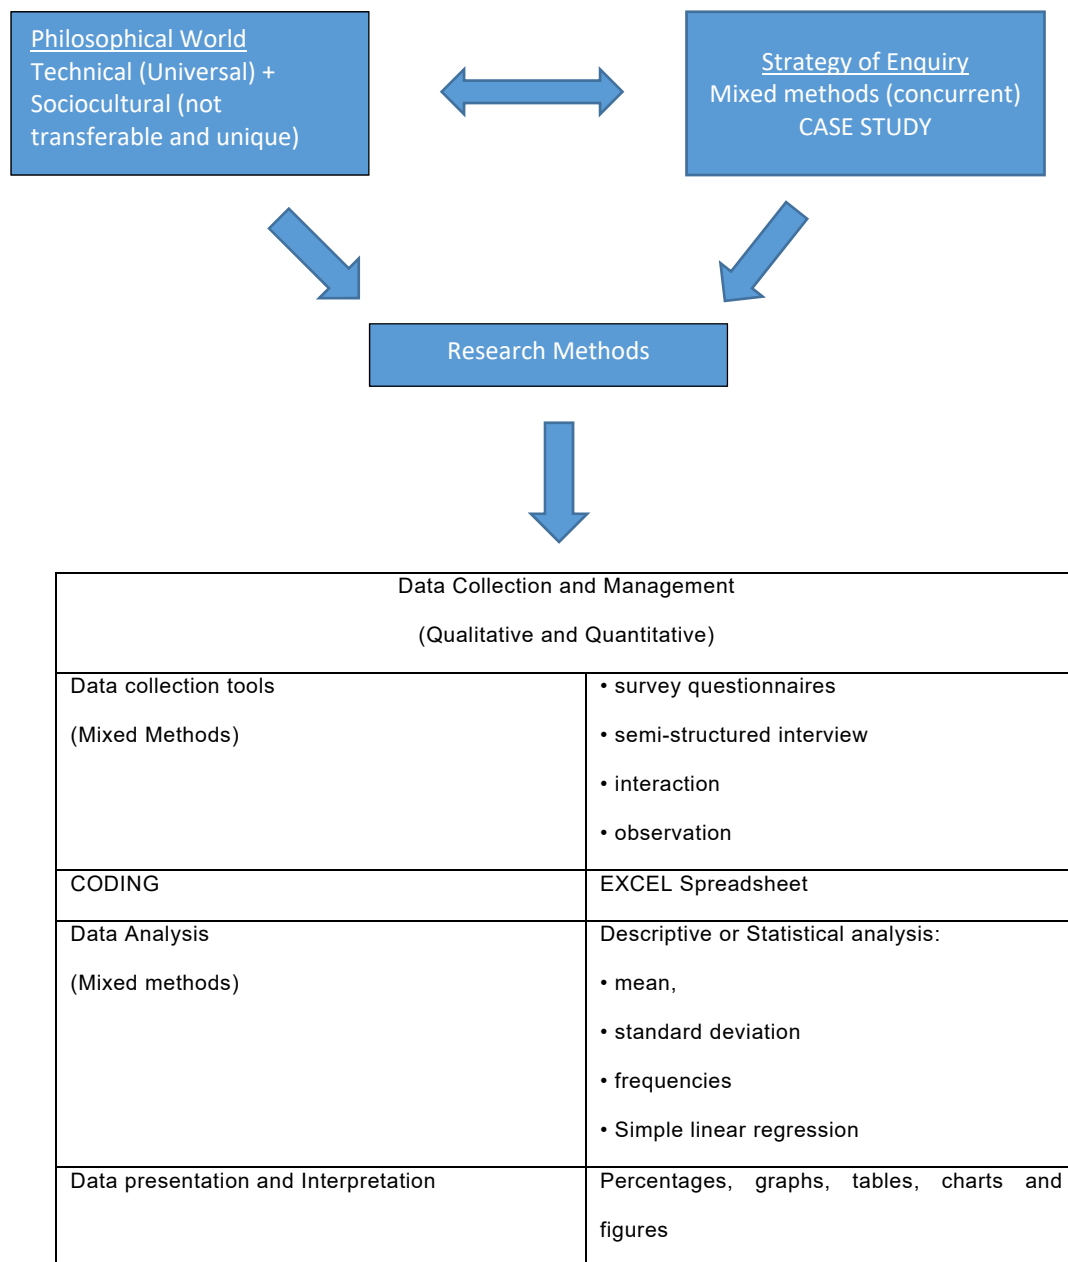 Philosophical World
Technical (Universal) +
Sociocultural (not
transferable and unique)
Strategy of Enquiry
Mixed methods (concurrent)
CASE STUDY
Research Methods
Data Collection and Management
(Qualitative and Quantitative)
Data collection tools
(Mixed Methods)
• survey questionnaires
• semi-structured interview
• interaction
• observation
CODING
EXCEL Spreadsheet
Data Analysis
(Mixed methods)
Descriptive or Statistical analysis:
• mean,
• standard deviation
• frequencies
• Simple linear regression
Data presentation and Interpretation
Percentages, graphs, tables, charts and
figures